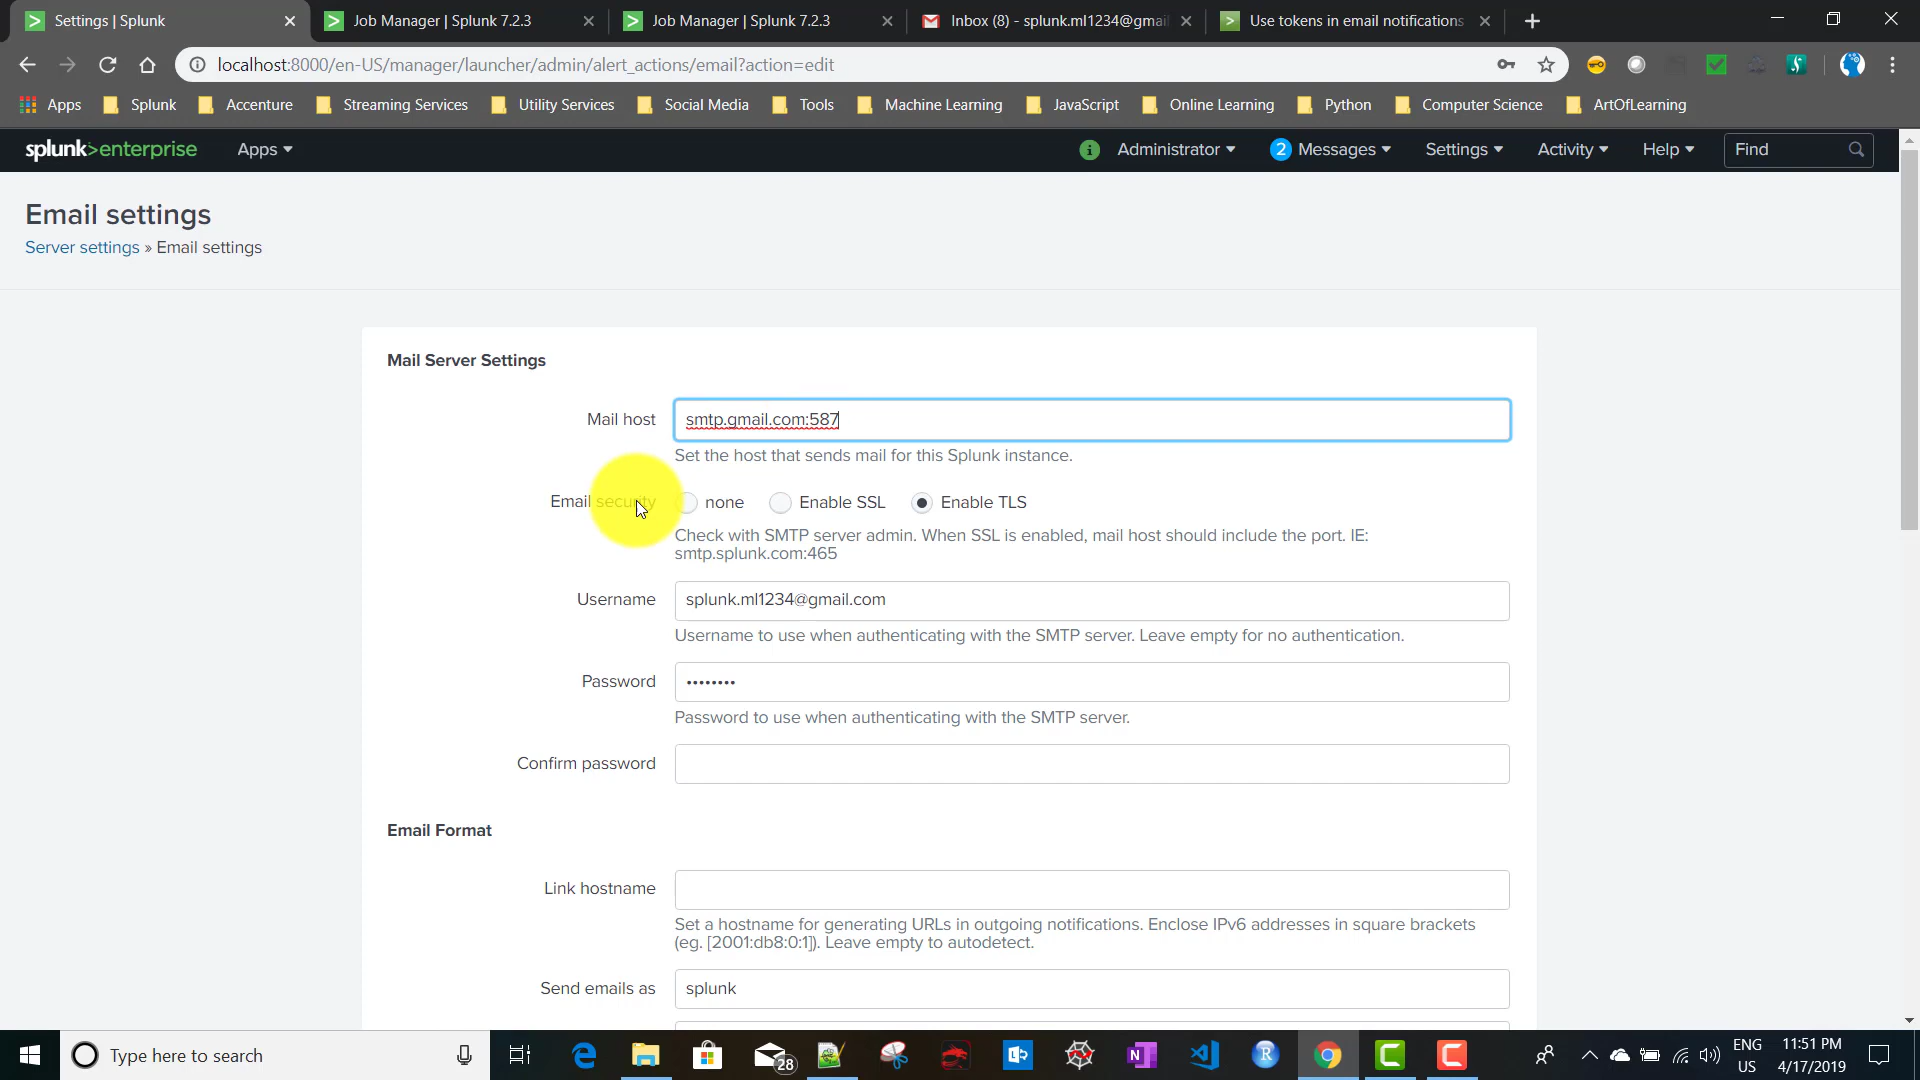 Settings | Splunk
Job Manager | Splunk 7.2.3
Job Manager | Splunk 7.2.3
Inbox (8) - splunk.ml1234@gmai
Use tokens in email notifications
localhost:8000/en-US/manager/launcher/admin/alert_actions/email?action=edit
Apps Splunk Accenture Streaming Services Utility Services Social Media Tools Machine Learning JavaScript Online Learning Python Computer Science ArtOfLearning
splunk>enterprise Apps Administrator 2 Messages Settings Activity Help Find
Email settings
Server settings » Email settings
Mail Server Settings
Mail host smtp.gmail.com:587
Set the host that sends mail for this Splunk instance.
Email security none Enable SSL Enable TLS
Check with SMTP server admin. When SSL is enabled, mail host should include the port. IE:
smtp.splunk.com:465
Username splunk.ml1234@gmail.com
Username to use when authenticating with the SMTP server. Leave empty for no authentication.
Password ••••••••
Password to use when authenticating with the SMTP server.
Confirm password
Email Format
Link hostname
Set a hostname for generating URLs in outgoing notifications. Enclose IPv6 addresses in square brackets
(eg. [2001:db8:0:1]). Leave empty to autodetect.
Send emails as splunk
Type here to search
28
ENG
US
11:51 PM
4/17/2019